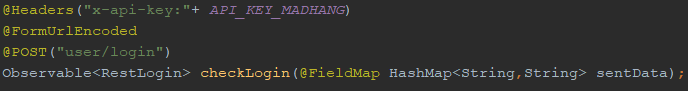 @Headers("x-api-key:"+ API_KEY_MADHANG)
@FormUrlEncoded
@POST("user/login")
Observable<RestLogin> checkLogin(@FieldMap HashMap<String,String> sentData);